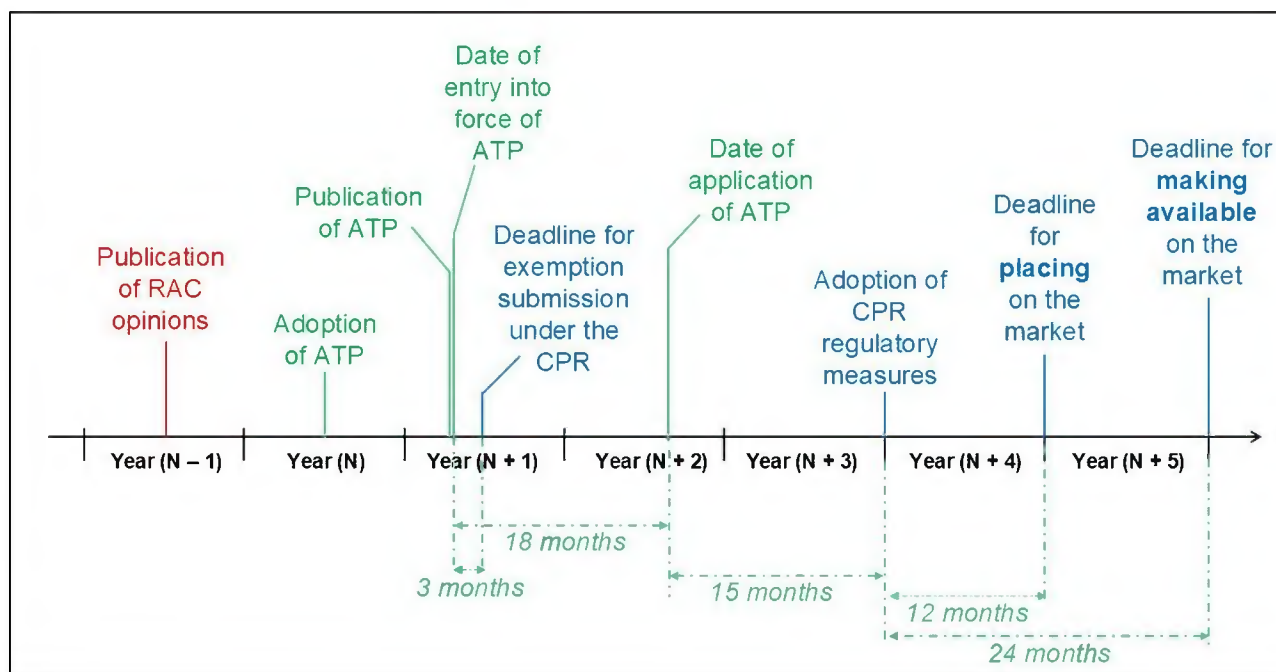 Publication
of RAC
opinions
Adoption
of ATP
Publication
of ATP
Date of
entry into
force of
ATP
Deadline for
exemption
submission
under the
CPR
Date of
application
of ATP
Adoption of
CPR
regulatory
measures
Deadline
for
placing
on the
market
Deadline for
making
available
on the
market
Year (N – 1)
Year (N)
Year (N + 1)
Year (N + 2)
Year (N + 3)
Year (N + 4)
Year (N + 5)
18 months
3 months
15 months
12 months
24 months